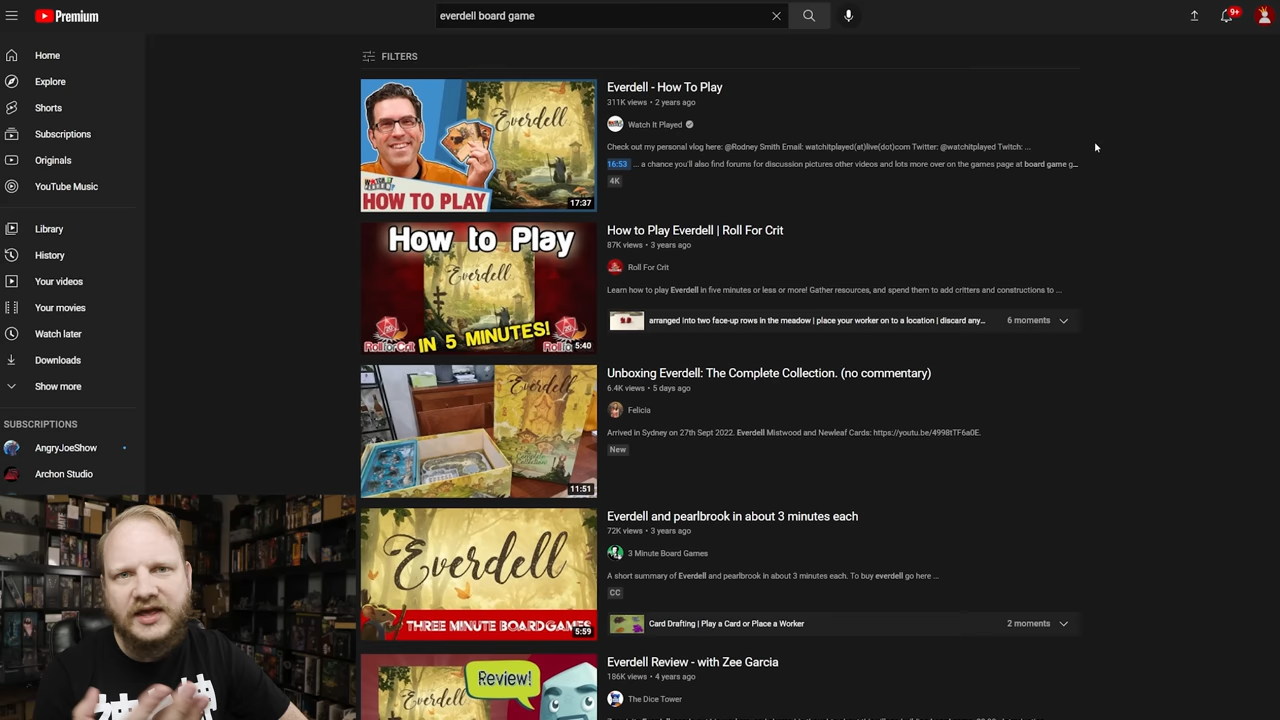 Premium
everdell board game
9+
Home
Explore
Shorts
Subscriptions
Originals
YouTube Music
Library
History
Your videos
Your movies
Watch later
Downloads
Show more
SUBSCRIPTIONS
AngryJoeShow
Archon Studio
FILTERS
Everdell
WATCH IT PLAYED
HOW TO PLAY
17:37
Everdell - How To Play
311K views • 2 years ago
Watch It Played
Check out my personal vlog here: @Rodney Smith Email: watchitplayed(at)live(dot)com Twitter: @watchitplayed Twitch: ...
16:53 ... a chance you'll also find forums for discussion pictures other videos and lots more over on the games page at board game g...
4K
How to Play
Everdell
RollforCrit
IN 5 MINUTES!
5:40
How to Play Everdell | Roll For Crit
87K views • 3 years ago
Roll For Crit
Learn how to play Everdell in five minutes or less or more! Gather resources, and spend them to add critters and constructions to ...
arranged into two face-up rows in the meadow | place your worker on to a location | discard any...
6 moments
Everdell
11:51
Unboxing Everdell: The Complete Collection. (no commentary)
6.4K views • 5 days ago
Felicia
Arrived in Sydney on 27th Sept 2022. Everdell Mistwood and Newleaf Cards: https://youtu.be/4998tTF6a0E.
New
Everdell
THREE MINUTE BOARDGAMES
5:59
Everdell and pearlbrook in about 3 minutes each
72K views • 3 years ago
3 Minute Board Games
A short summary of Everdell and pearlbrook in about 3 minutes each. To buy everdell go here ...
CC
Card Drafting | Play a Card or Place a Worker
2 moments
Everdell
Review!
Everdell Review - with Zee Garcia
186K views • 4 years ago
The Dice Tower